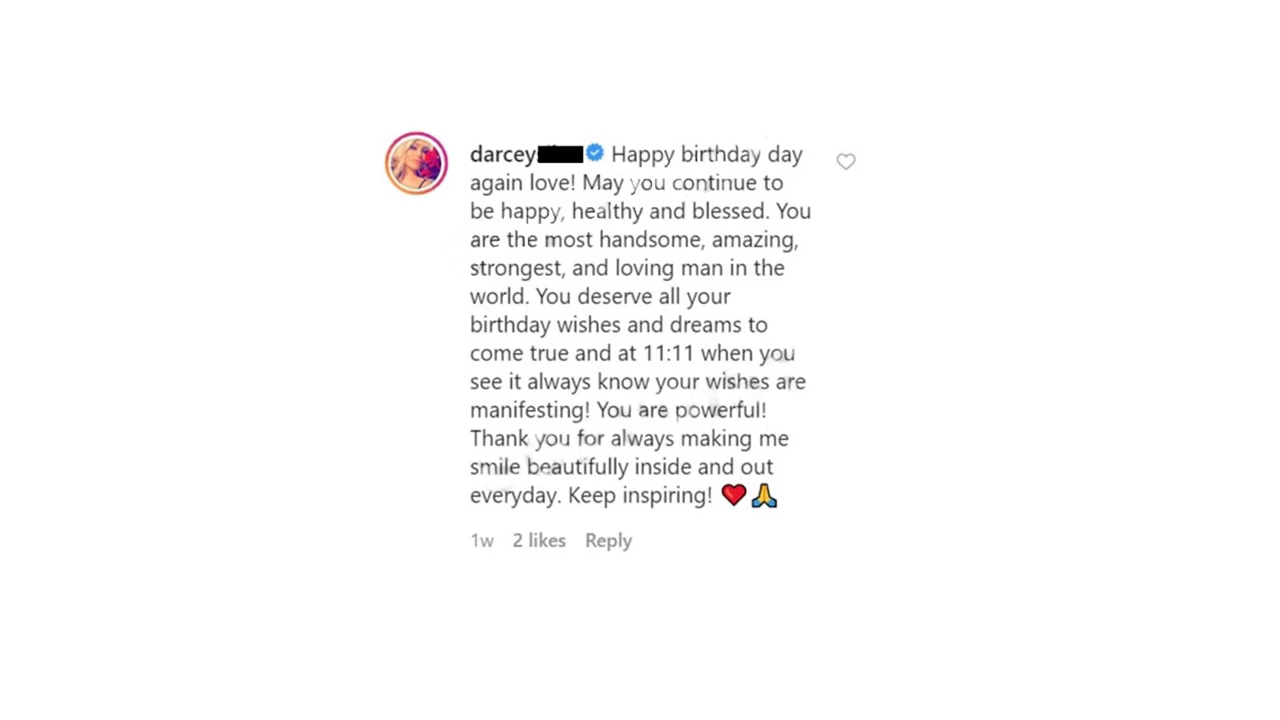 darcey Happy birthday day
again love! May you continue to
be happy, healthy and blessed. You
are the most handsome, amazing,
strongest, and loving man in the
world. You deserve all your
birthday wishes and dreams to
come true and at 11:11 when you
see it always know your wishes are
manifesting! You are powerful!
Thank you for always making me
smile beautifully inside and out
everyday. Keep inspiring! ❤️🙏
1w 2 likes Reply